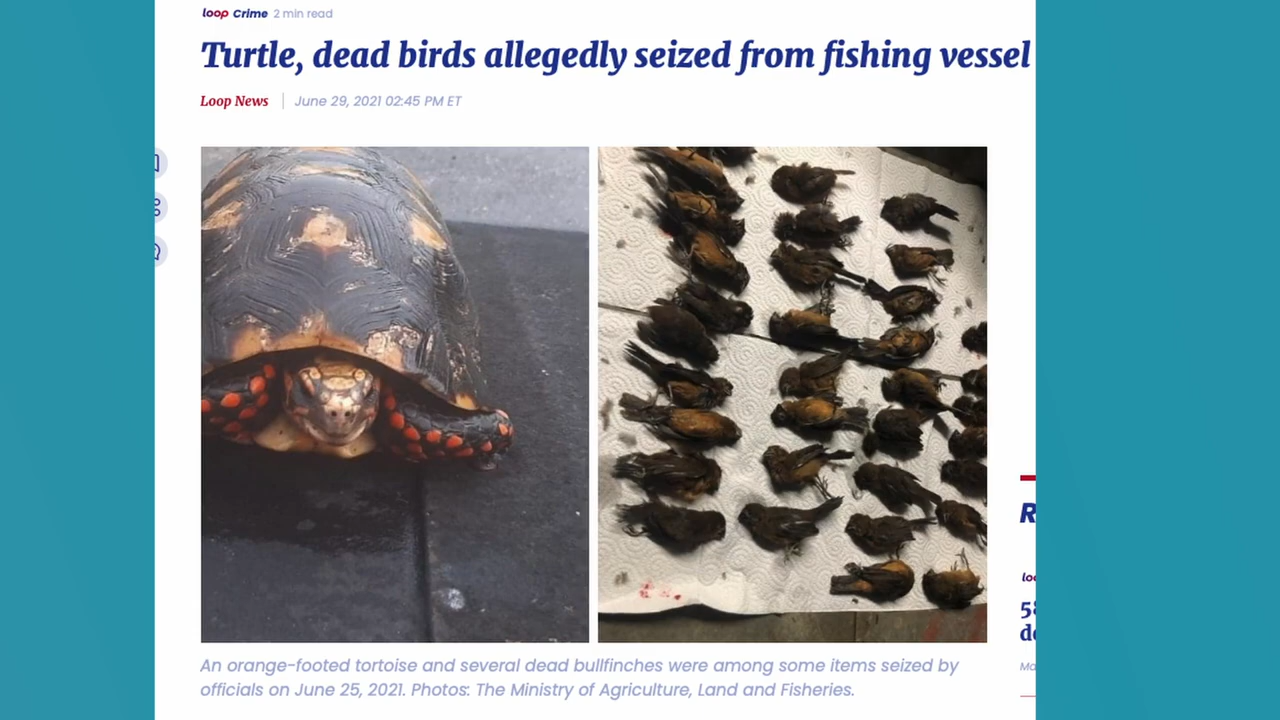 loop Crime 2 min read
Turtle, dead birds allegedly seized from fishing vessel
Loop News June 29, 2021 02:45 PM ET
An orange-footed tortoise and several dead bullfinches were among some items seized by
officials on June 25, 2021. Photos: The Ministry of Agriculture, Land and Fisheries.